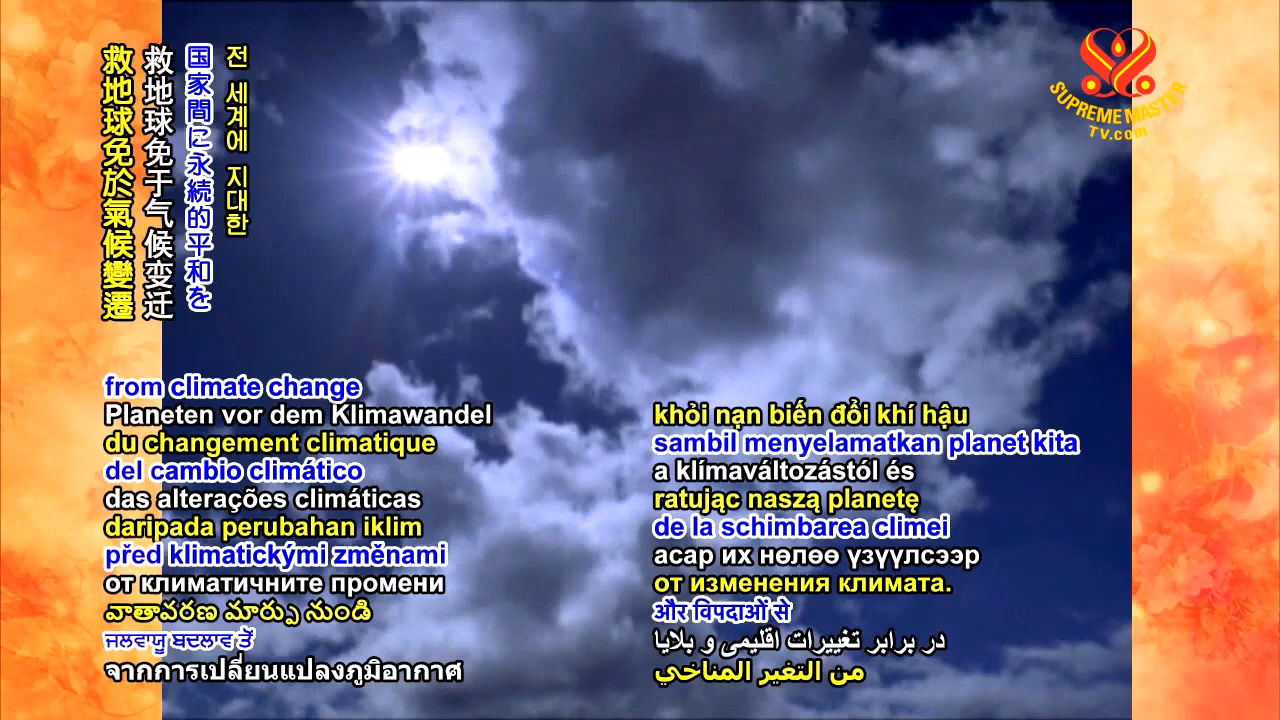 救地球免於氣候變遷
救地球免于气候变迁
国家間に永続的平和を
전 세계에 지대한
SUPREME MASTER
TV.com
from climate change
Planeten vor dem Klimawandel
du changement climatique
del cambio climático
das alterações climáticas
daripada perubahan iklim
před klimatickými změnami
от климатичните промени
వాతావరణ మార్పు నుండి
ਜਲਵਾਯੂ ਬਦਲਾਵ ਤੋਂ
จากการเปลี่ยนแปลงภูมิอากาศ
khỏi nạn biến đổi khí hậu
sambil menyelamatkan planet kita
a klímaváltozástól és
ratując naszą planetę
de la schimbarea climei
асар их нөлөө үзүүлсээр
от изменения климата.
और विपदाओं से
در برابر تغییرات اقلیمی و بلایا
من التغير المناخي